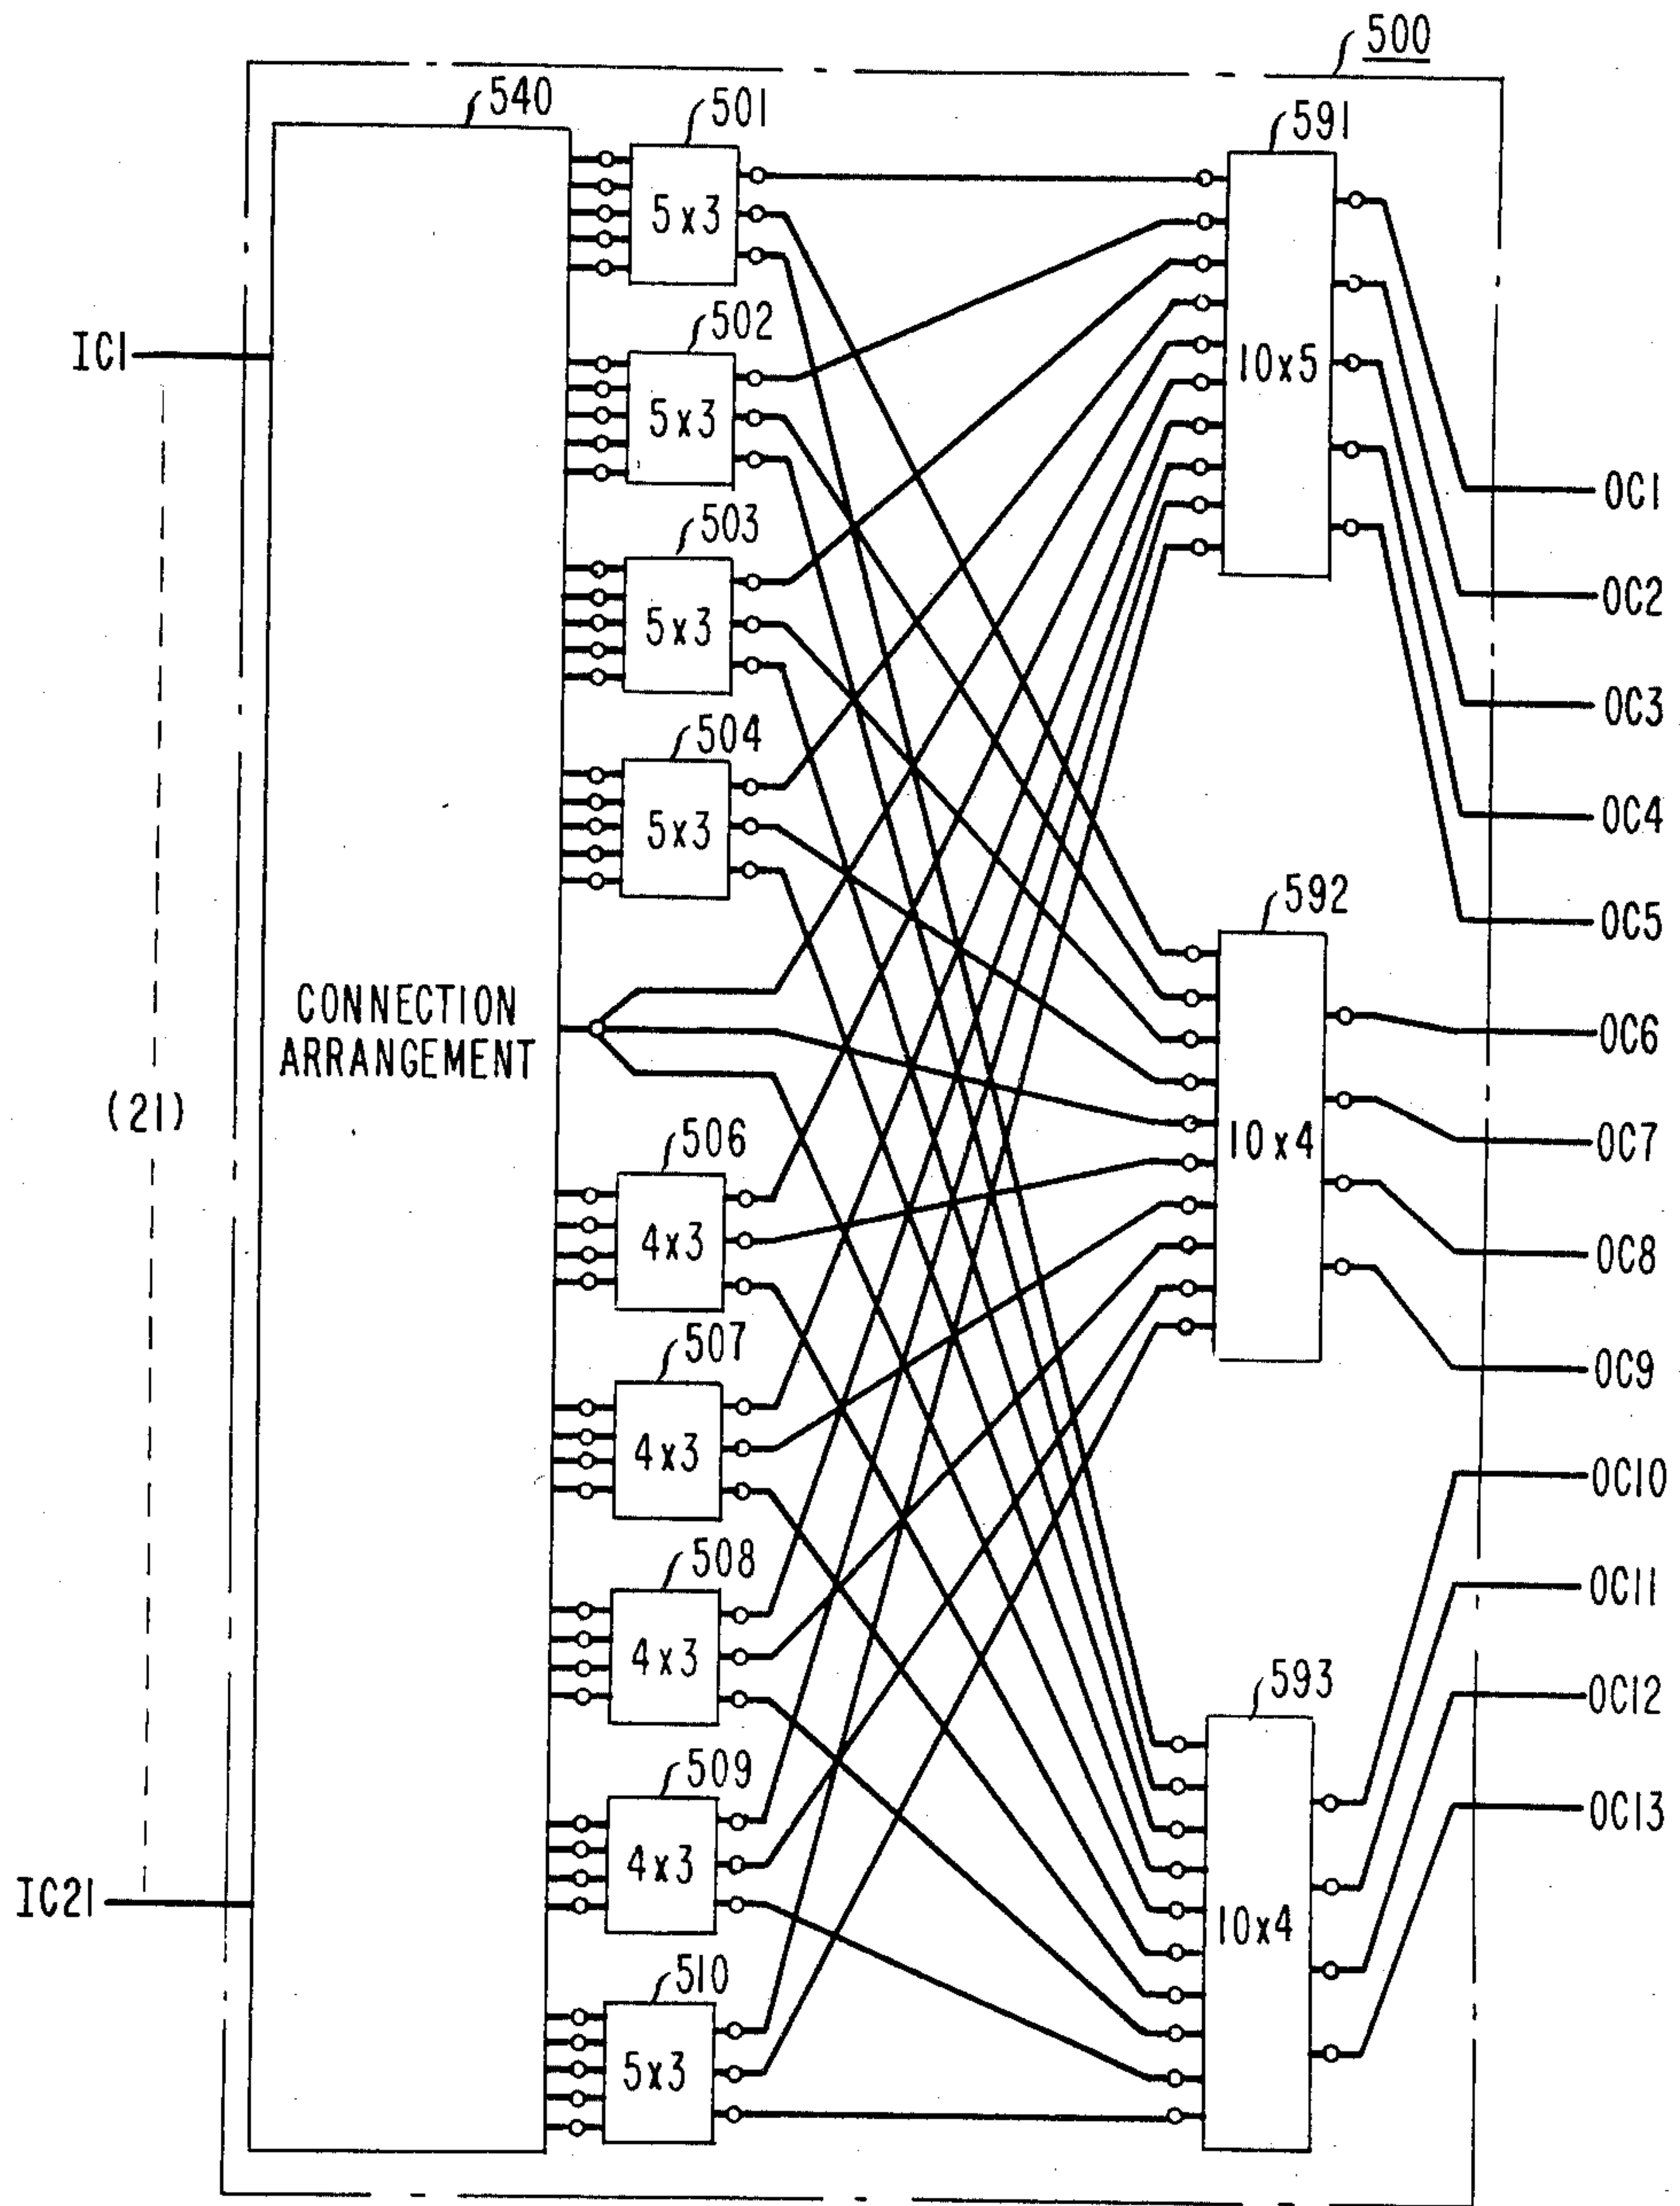 500
540
501
591
5x3
502
IC1
5x3
10x5
503
OC1
5x3
OC2
504
OC3
5x3
OC4
592
OC5
CONNECTION
ARRANGEMENT
OC6
(21)
506
10x4
OC7
4x3
OC8
507
OC9
4x3
OC10
508
OC11
4x3
593
OC12
509
OC13
4x3
IC21
10x4
510
5x3